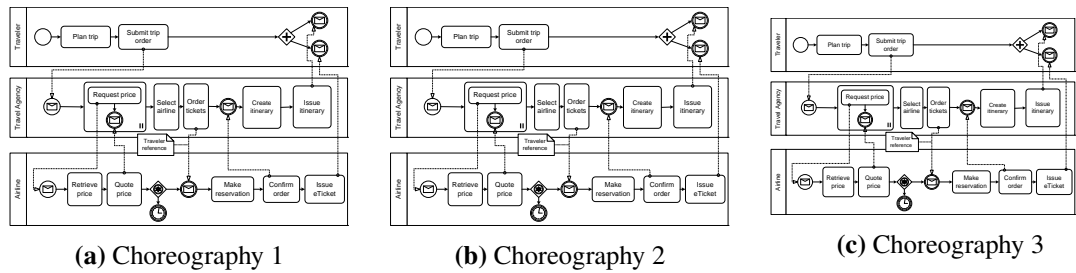 Traveler
Plan trip
Submit trip
order
Travel Agency
Request price
Select
airline
Order
tickets
Create
itinerary
Issue
itinerary
Traveler
reference
Airline
Retrieve
price
Quote
price
Make
reservation
Confirm
order
Issue
eTicket
(a) Choreography 1
Traveler
Plan trip
Submit trip
order
Travel Agency
Request price
Select
airline
Order
tickets
Create
itinerary
Issue
itinerary
Traveler
reference
Airline
Retrieve
price
Quote
price
Make
reservation
Confirm
order
Issue
eTicket
(b) Choreography 2
Traveler
Plan trip
Submit trip
order
Travel Agency
Request price
Select
airline
Order
tickets
Create
itinerary
Issue
itinerary
Traveler
reference
Airline
Retrieve
price
Quote
price
Make
reservation
Confirm
order
Issue
eTicket
(c) Choreography 3